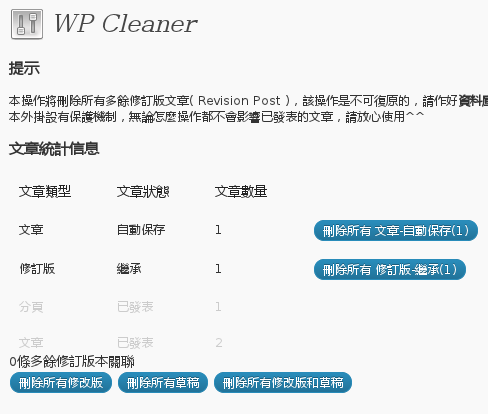 WP Cleaner
提示
本操作將刪除所有多餘修訂版文章( Revision Post )，該操作是不可復原的，請作好資料
本外掛設有保護機制，無論怎麼操作都不會影響已發表的文章，請放心使用^^
文章統計信息
文章類型 文章狀態 文章數量
文章 自動保存 1 刪除所有 文章-自動保存(1)
修訂版 繼承 1 刪除所有 修訂版-繼承(1)
分頁 已發表 1
文章 已發表 2
0條多餘修訂版本關聯
刪除所有修改版 刪除所有草稿 刪除所有修改版和草稿